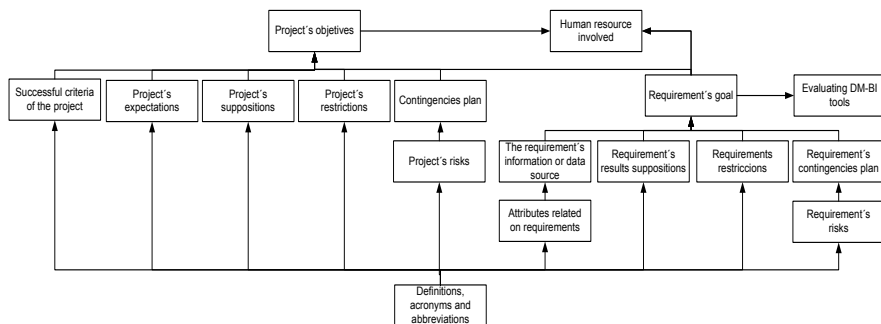 Project´s objetives
Human resource
involved
Successful criteria
of the project
Project´s
expectations
Project´s
suppositions
Project´s
restrictions
Contingencies plan
Requirement´s goal
Evaluating DM-BI
tools
Project´s risks
The requirement´s
information or data
source
Requirement´s
results suppositions
Requirements
restriccions
Requirement´s
contingencies plan
Attributes related
on requirements
Requirement´s
risks
Definitions,
acronyms and
abbreviations